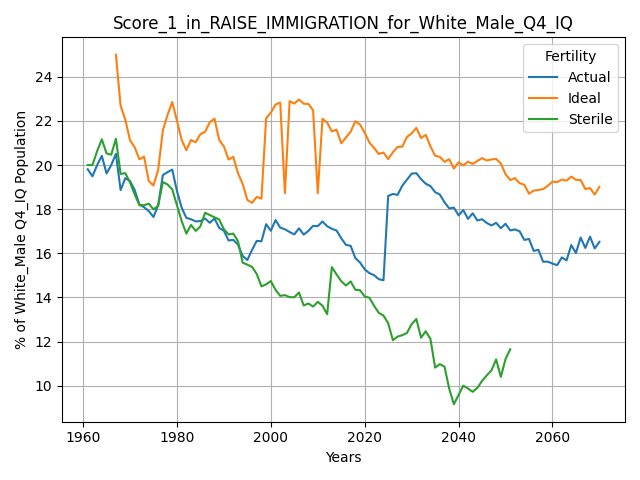 Score_1_in_RAISE_IMMIGRATION_for_White_Male_Q4_IQ
Fertility
Actual
Ideal
Sterile
% of White_Male Q4_IQ Population
24
22
20
18
16
14
12
10
1960 1980 2000 2020 2040 2060
Years